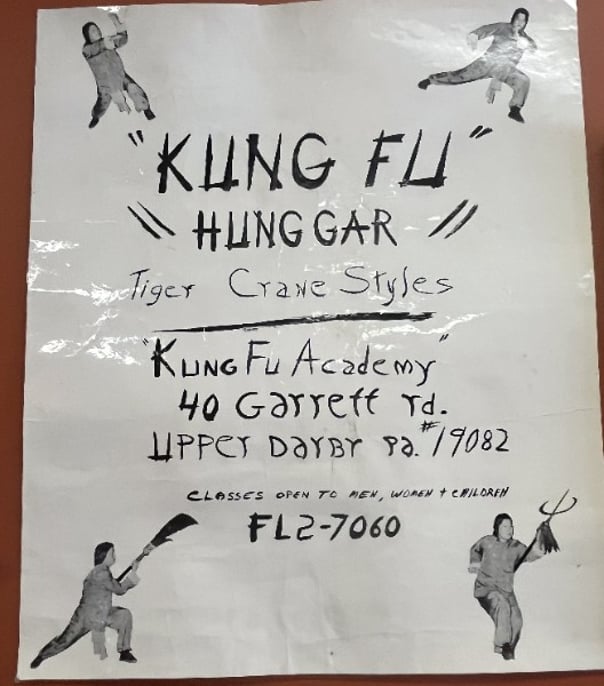 "KUNG FU"
HUNG GAR
Tiger Crane Styles
"Kung Fu Academy"
40 Garrett rd.
UPPer DarBy Pa. #19082
CLASSES OPEN TO MEN, WOMEN + CHILDREN
FL2-7060